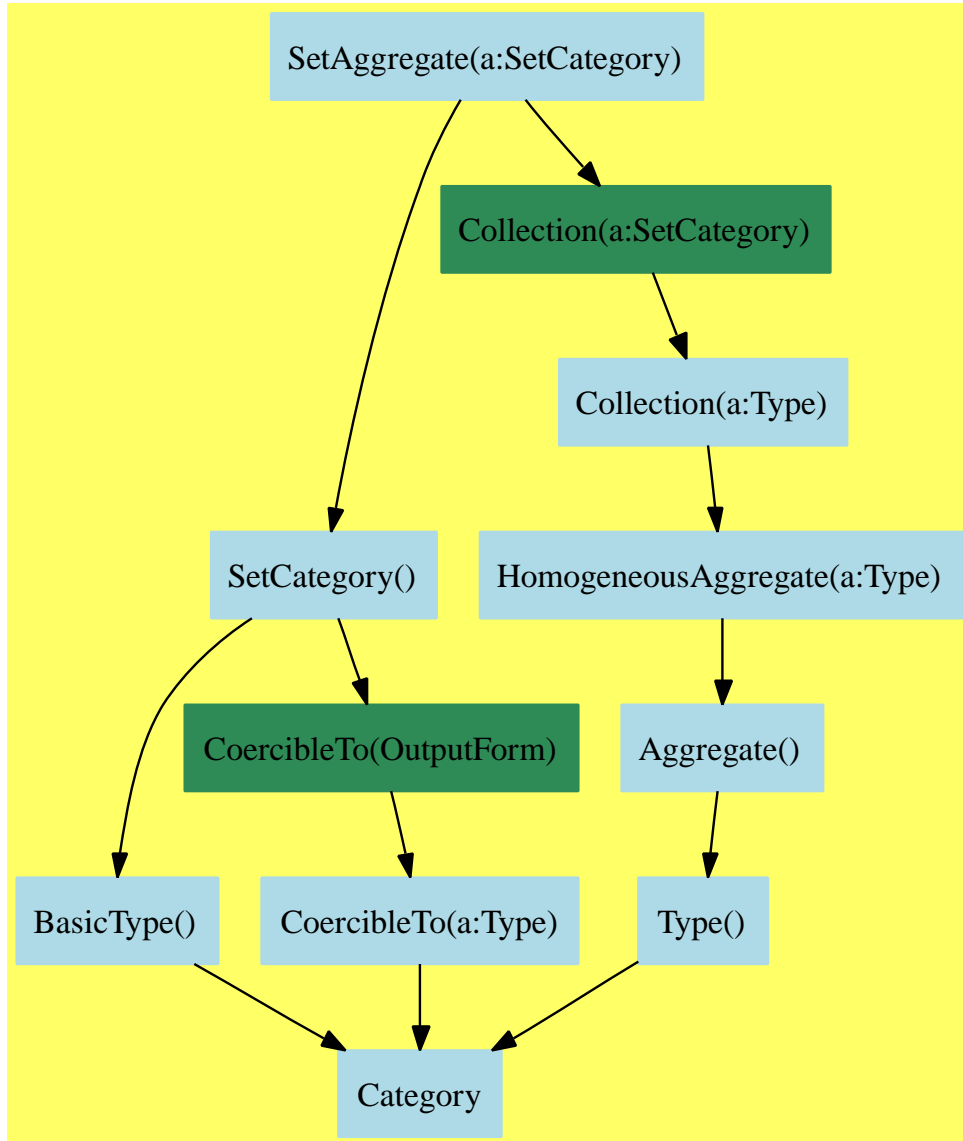 SetAggregate(a:SetCategory)
Collection(a:SetCategory)
Collection(a:Type)
SetCategory()
HomogeneousAggregate(a:Type)
CoercibleTo(OutputForm)
Aggregate()
BasicType()
CoercibleTo(a:Type)
Type()
Category